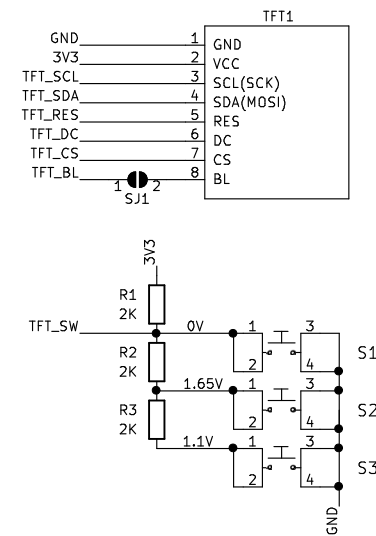 TFT1
GND 1 GND
3V3 2 VCC
TFT_SCL 3 SCL(SCK)
TFT_SDA 4 SDA(MOSI)
TFT_RES 5 RES
TFT_DC 6 DC
TFT_CS 7 CS
TFT_BL 1 2 8 BL
SJ1
3V3
R1
2K
TFT_SW 0V 1 3
R2
2K
2 4
S1
1.65V 1 3
R3
2K
2 4
S2
1.1V 1 3
2 4
S3
GND